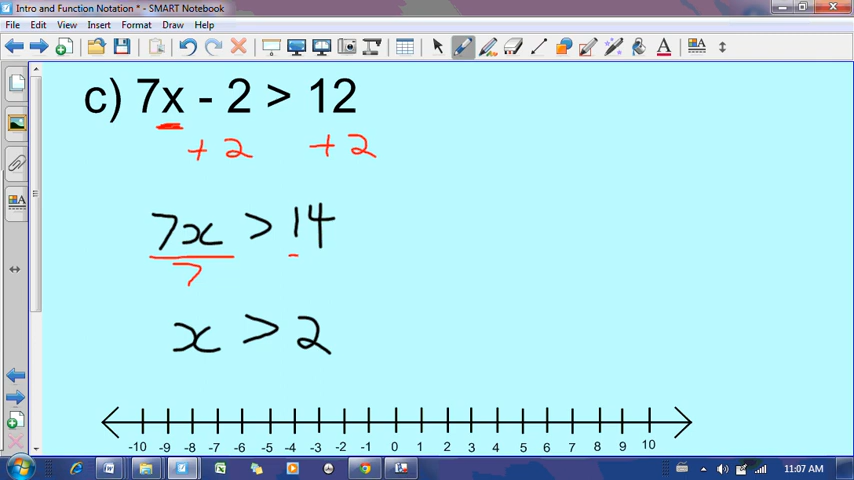 Intro and Function Notation * - SMART Notebook
File Edit View Insert Format Draw Help
c) 7x - 2 > 12
+ 2 + 2
7x > 14
7
x > 2
-10 -9 -8 -7 -6 -5 -4 -3 -2 -1 0 1 2 3 4 5 6 7 8 9 10
11:07 AM